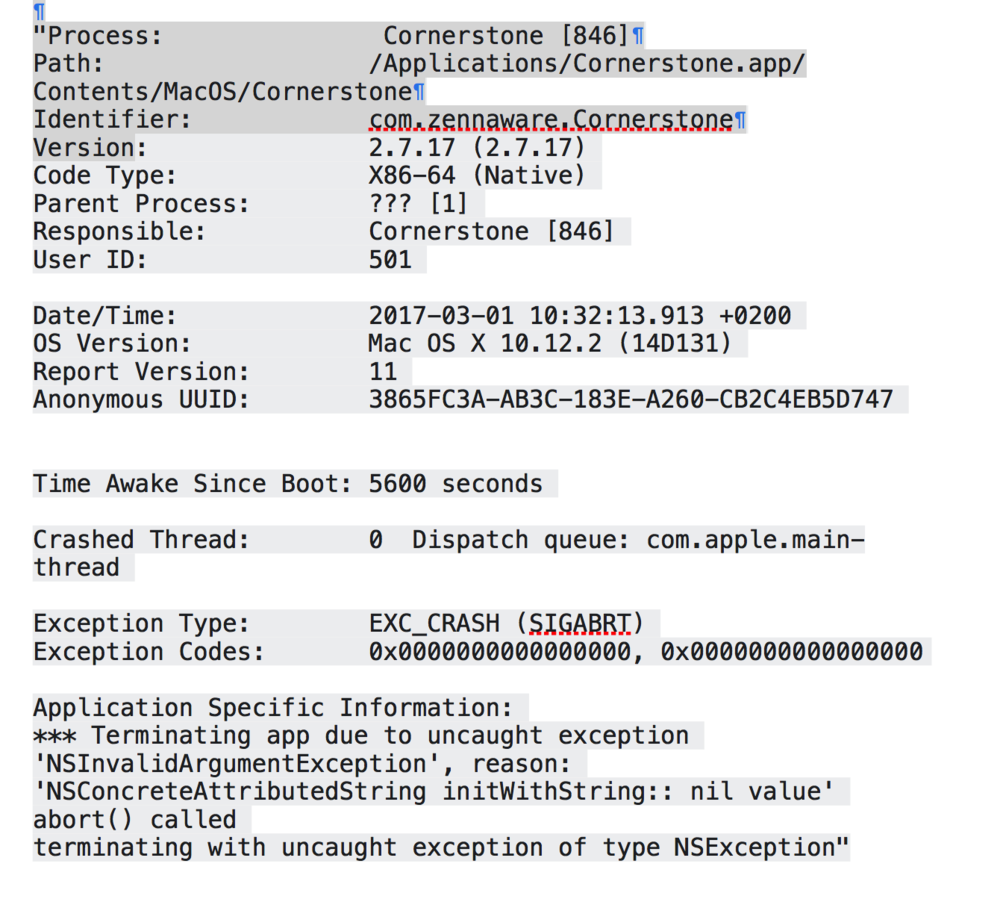 ¶
"Process: Cornerstone [846]¶
Path: /Applications/Cornerstone.app/
Contents/MacOS/Cornerstone¶
Identifier: com.zennaware.Cornerstone¶
Version: 2.7.17 (2.7.17)
Code Type: X86-64 (Native)
Parent Process: ??? [1]
Responsible: Cornerstone [846]
User ID: 501
Date/Time: 2017-03-01 10:32:13.913 +0200
OS Version: Mac OS X 10.12.2 (14D131)
Report Version: 11
Anonymous UUID: 3865FC3A-AB3C-183E-A260-CB2C4EB5D747
Time Awake Since Boot: 5600 seconds
Crashed Thread: 0 Dispatch queue: com.apple.main-
thread
Exception Type: EXC_CRASH (SIGABRT)
Exception Codes: 0x0000000000000000, 0x0000000000000000
Application Specific Information:
*** Terminating app due to uncaught exception
'NSInvalidArgumentException', reason:
'NSConcreteAttributedString initWithString:: nil value'
abort() called
terminating with uncaught exception of type NSException"